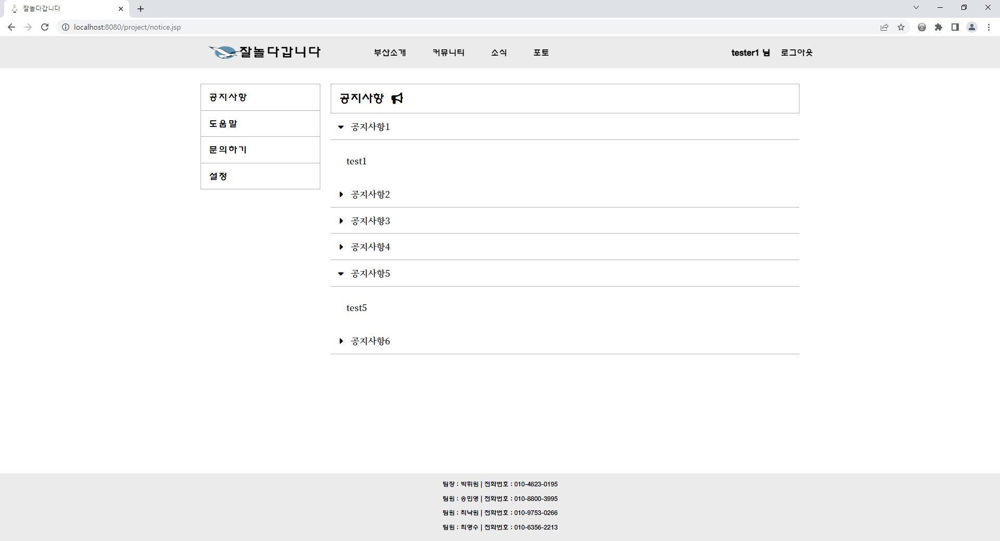 잘놀다갑니다
localhost:8080/project/notice.jsp
잘놀다갑니다 부산소개 커뮤니티 소식 포토 tester1 님 로그아웃
공지사항
도움말
문의하기
설정
공지사항
공지사항1
test1
공지사항2
공지사항3
공지사항4
공지사항5
test5
공지사항6
팀장 : 박휘원 | 전화번호 : 010-4623-0195
팀원 : 송민영 | 전화번호 : 010-8800-3995
팀원 : 최낙원 | 전화번호 : 010-9753-0266
팀원 : 최영수 | 전화번호 : 010-6356-2213